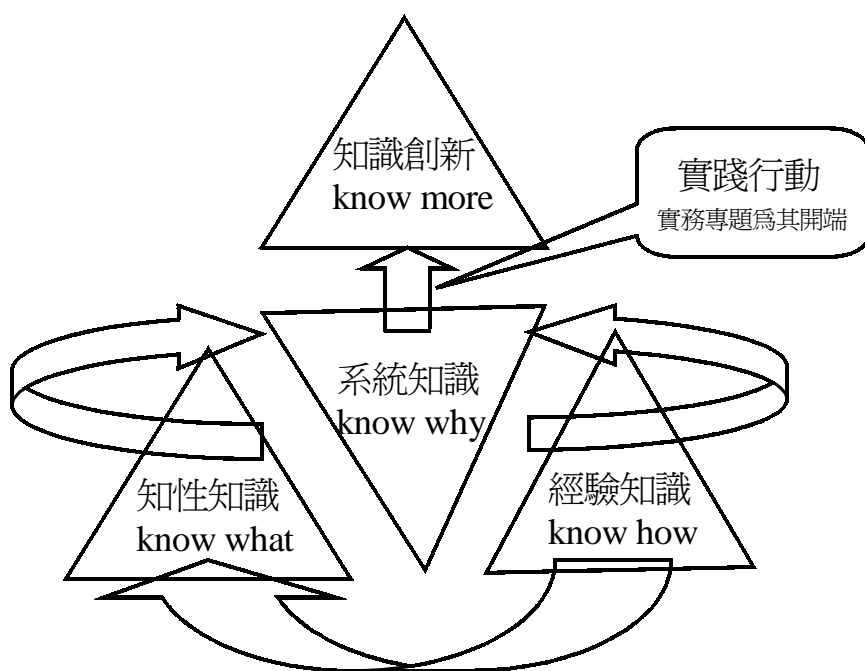 知識創新
know more
實踐行動
實務專題爲其開端
系統知識
know why
知性知識
know what
經驗知識
know how